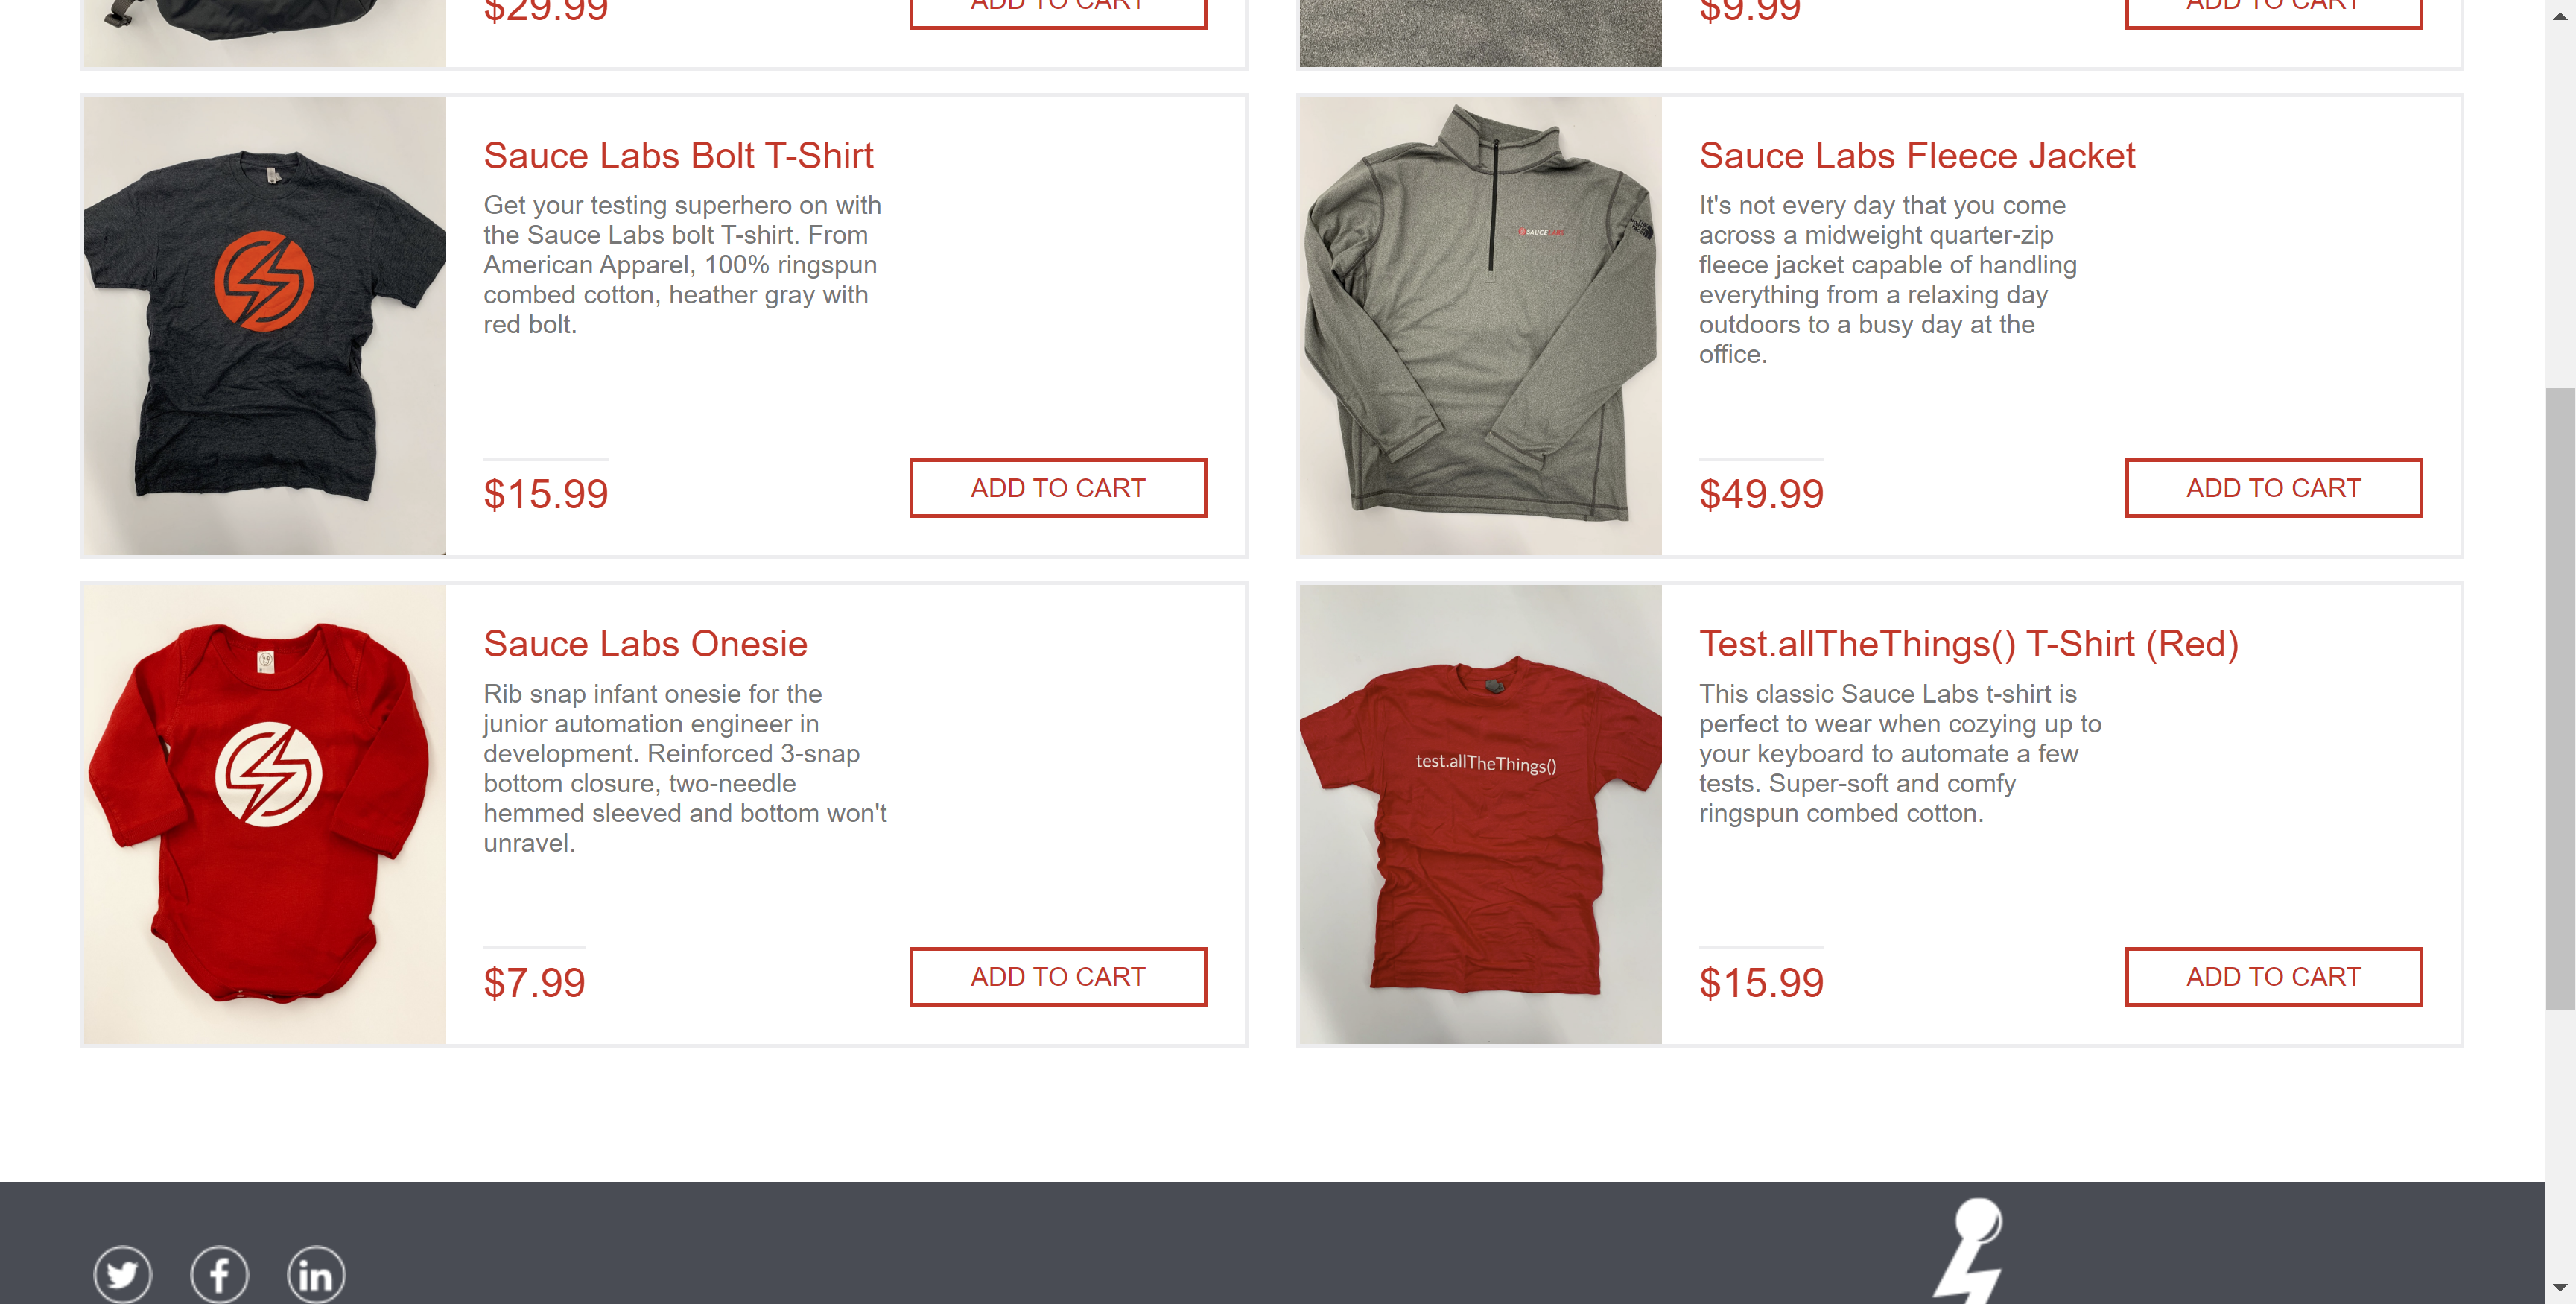 $29.99
ADD TO CART
$9.99
ADD TO CART
Sauce Labs Bolt T-Shirt
Get your testing superhero on with
the Sauce Labs bolt T-shirt. From
American Apparel, 100% ringspun
combed cotton, heather gray with
red bolt.
$15.99
ADD TO CART
SAUCELABS
THE
NORTH
FACE
Sauce Labs Fleece Jacket
It's not every day that you come
across a midweight quarter-zip
fleece jacket capable of handling
everything from a relaxing day
outdoors to a busy day at the
office.
$49.99
ADD TO CART
Sauce Labs Onesie
Rib snap infant onesie for the
junior automation engineer in
development. Reinforced 3-snap
bottom closure, two-needle
hemmed sleeved and bottom won't
unravel.
$7.99
ADD TO CART
test.allTheThings()
Test.allTheThings() T-Shirt (Red)
This classic Sauce Labs t-shirt is
perfect to wear when cozying up to
your keyboard to automate a few
tests. Super-soft and comfy
ringspun combed cotton.
$15.99
ADD TO CART
f
in